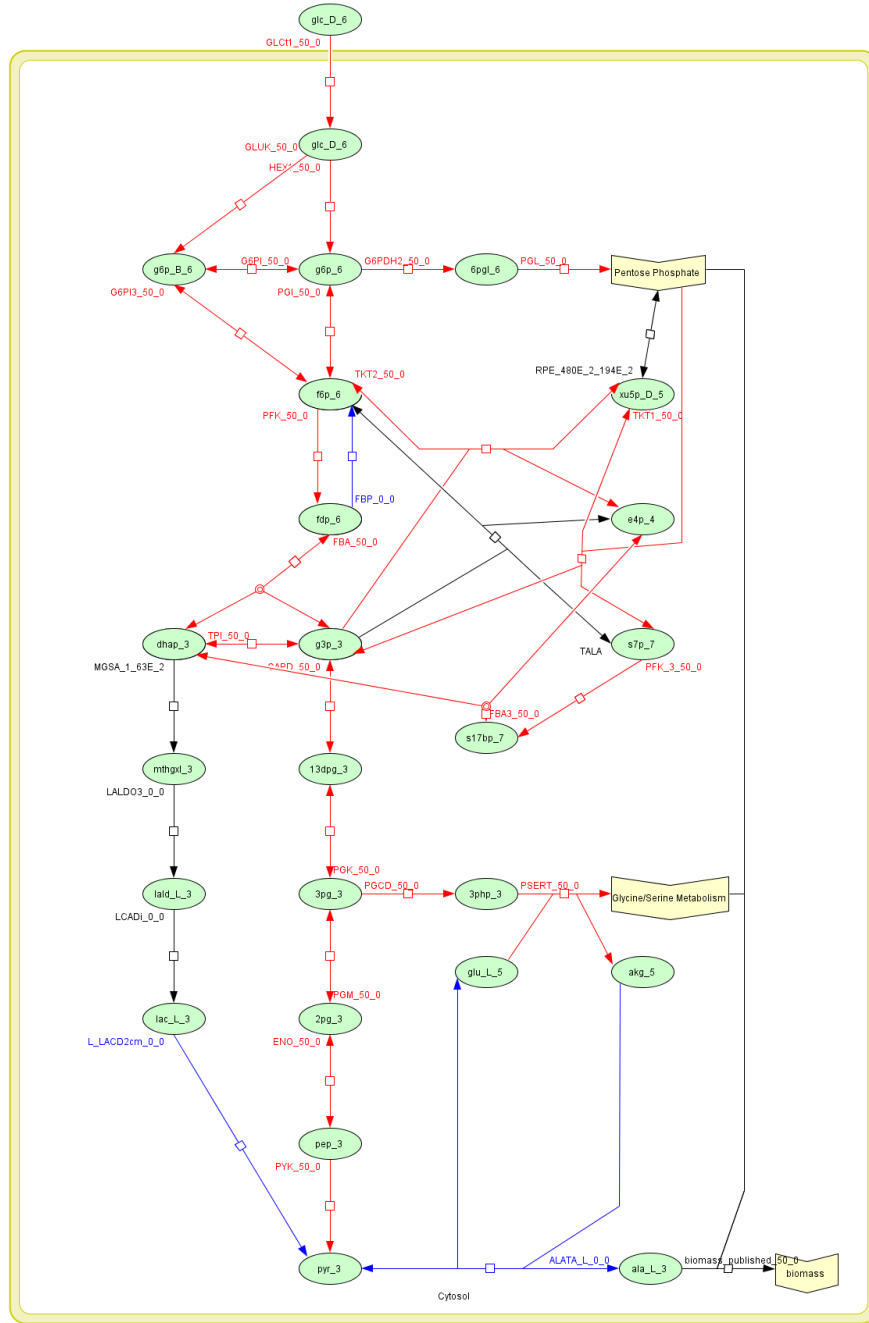 glc_D_6
GLCt1_50_0
glc_D_6
GLUK_50_0
HEX1_50_0
g6p_B_6
G6PI_50_0
g6p_6
G6PDH2_50_0
6pgl_6
PGL_50_0
Pentose Phosphate
G6PI3_50_0
PGI_50_0
TKT2_50_0
RPE_480E_2_194E_2
f6p_6
xu5p_D_5
PFK_50_0
TKT1_50_0
FBP_0_0
fdp_6
e4p_4
FBA_50_0
dhap_3
TPI_50_0
g3p_3
s7p_7
TALA
MGSA_1_63E_2
GAPD_50_0
PFK_3_50_0
FBA3_50_0
s17bp_7
mthgxl_3
13dpg_3
LALDO3_0_0
PGK_50_0
PGCD_50_0
PSERT_50_0
lald_L_3
3pg_3
3php_3
Glycine/Serine Metabolism
LCADi_0_0
glu_L_5
akg_5
PGM_50_0
lac_L_3
2pg_3
L_LACD2cm_0_0
ENO_50_0
pep_3
PYK_50_0
ALATA_L_0_0
biomass_published_50_0
pyr_3
ala_L_3
biomass
Cytosol